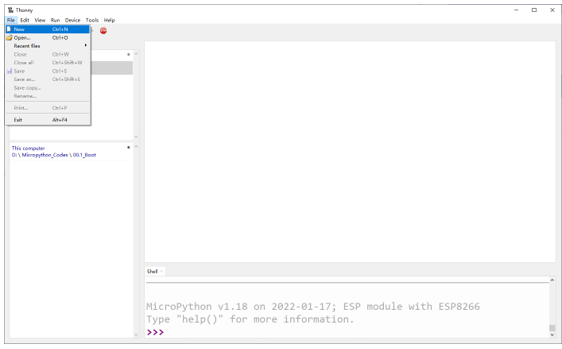 Thonny
File Edit View Run Device Tools Help
New Ctrl+N
Open... Ctrl+O
Recent files
Close Ctrl+W
Close all Ctrl+Shift+W
Save Ctrl+S
Save as... Ctrl+Shift+S
Save copy...
Rename...
Print... Ctrl+P
Exit Alt+F4
This computer
D: \ Micropython_Codes \ 00.1_Boot
Shell
MicroPython v1.18 on 2022-01-17; ESP module with ESP8266
Type "help()" for more information.
>>>